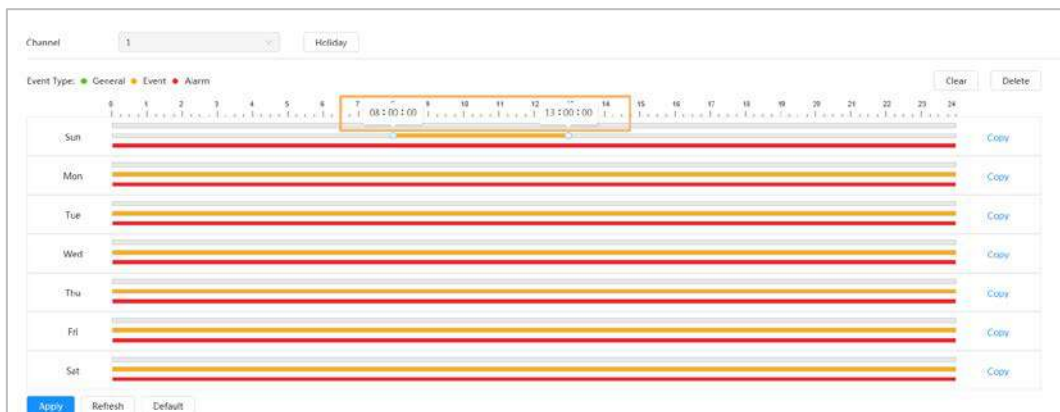 Channel 1 Holiday
Event Type: General Event Alarm Clear Delete
0 1 2 3 4 5 6 7 9 10 11 12 14 15 16 17 18 19 20 21 22 23 24
08:00:00 13:00:00
Sun Copy
Mon Copy
Tue Copy
Wed Copy
Thu Copy
Fri Copy
Sat Copy
Apply Refresh Default